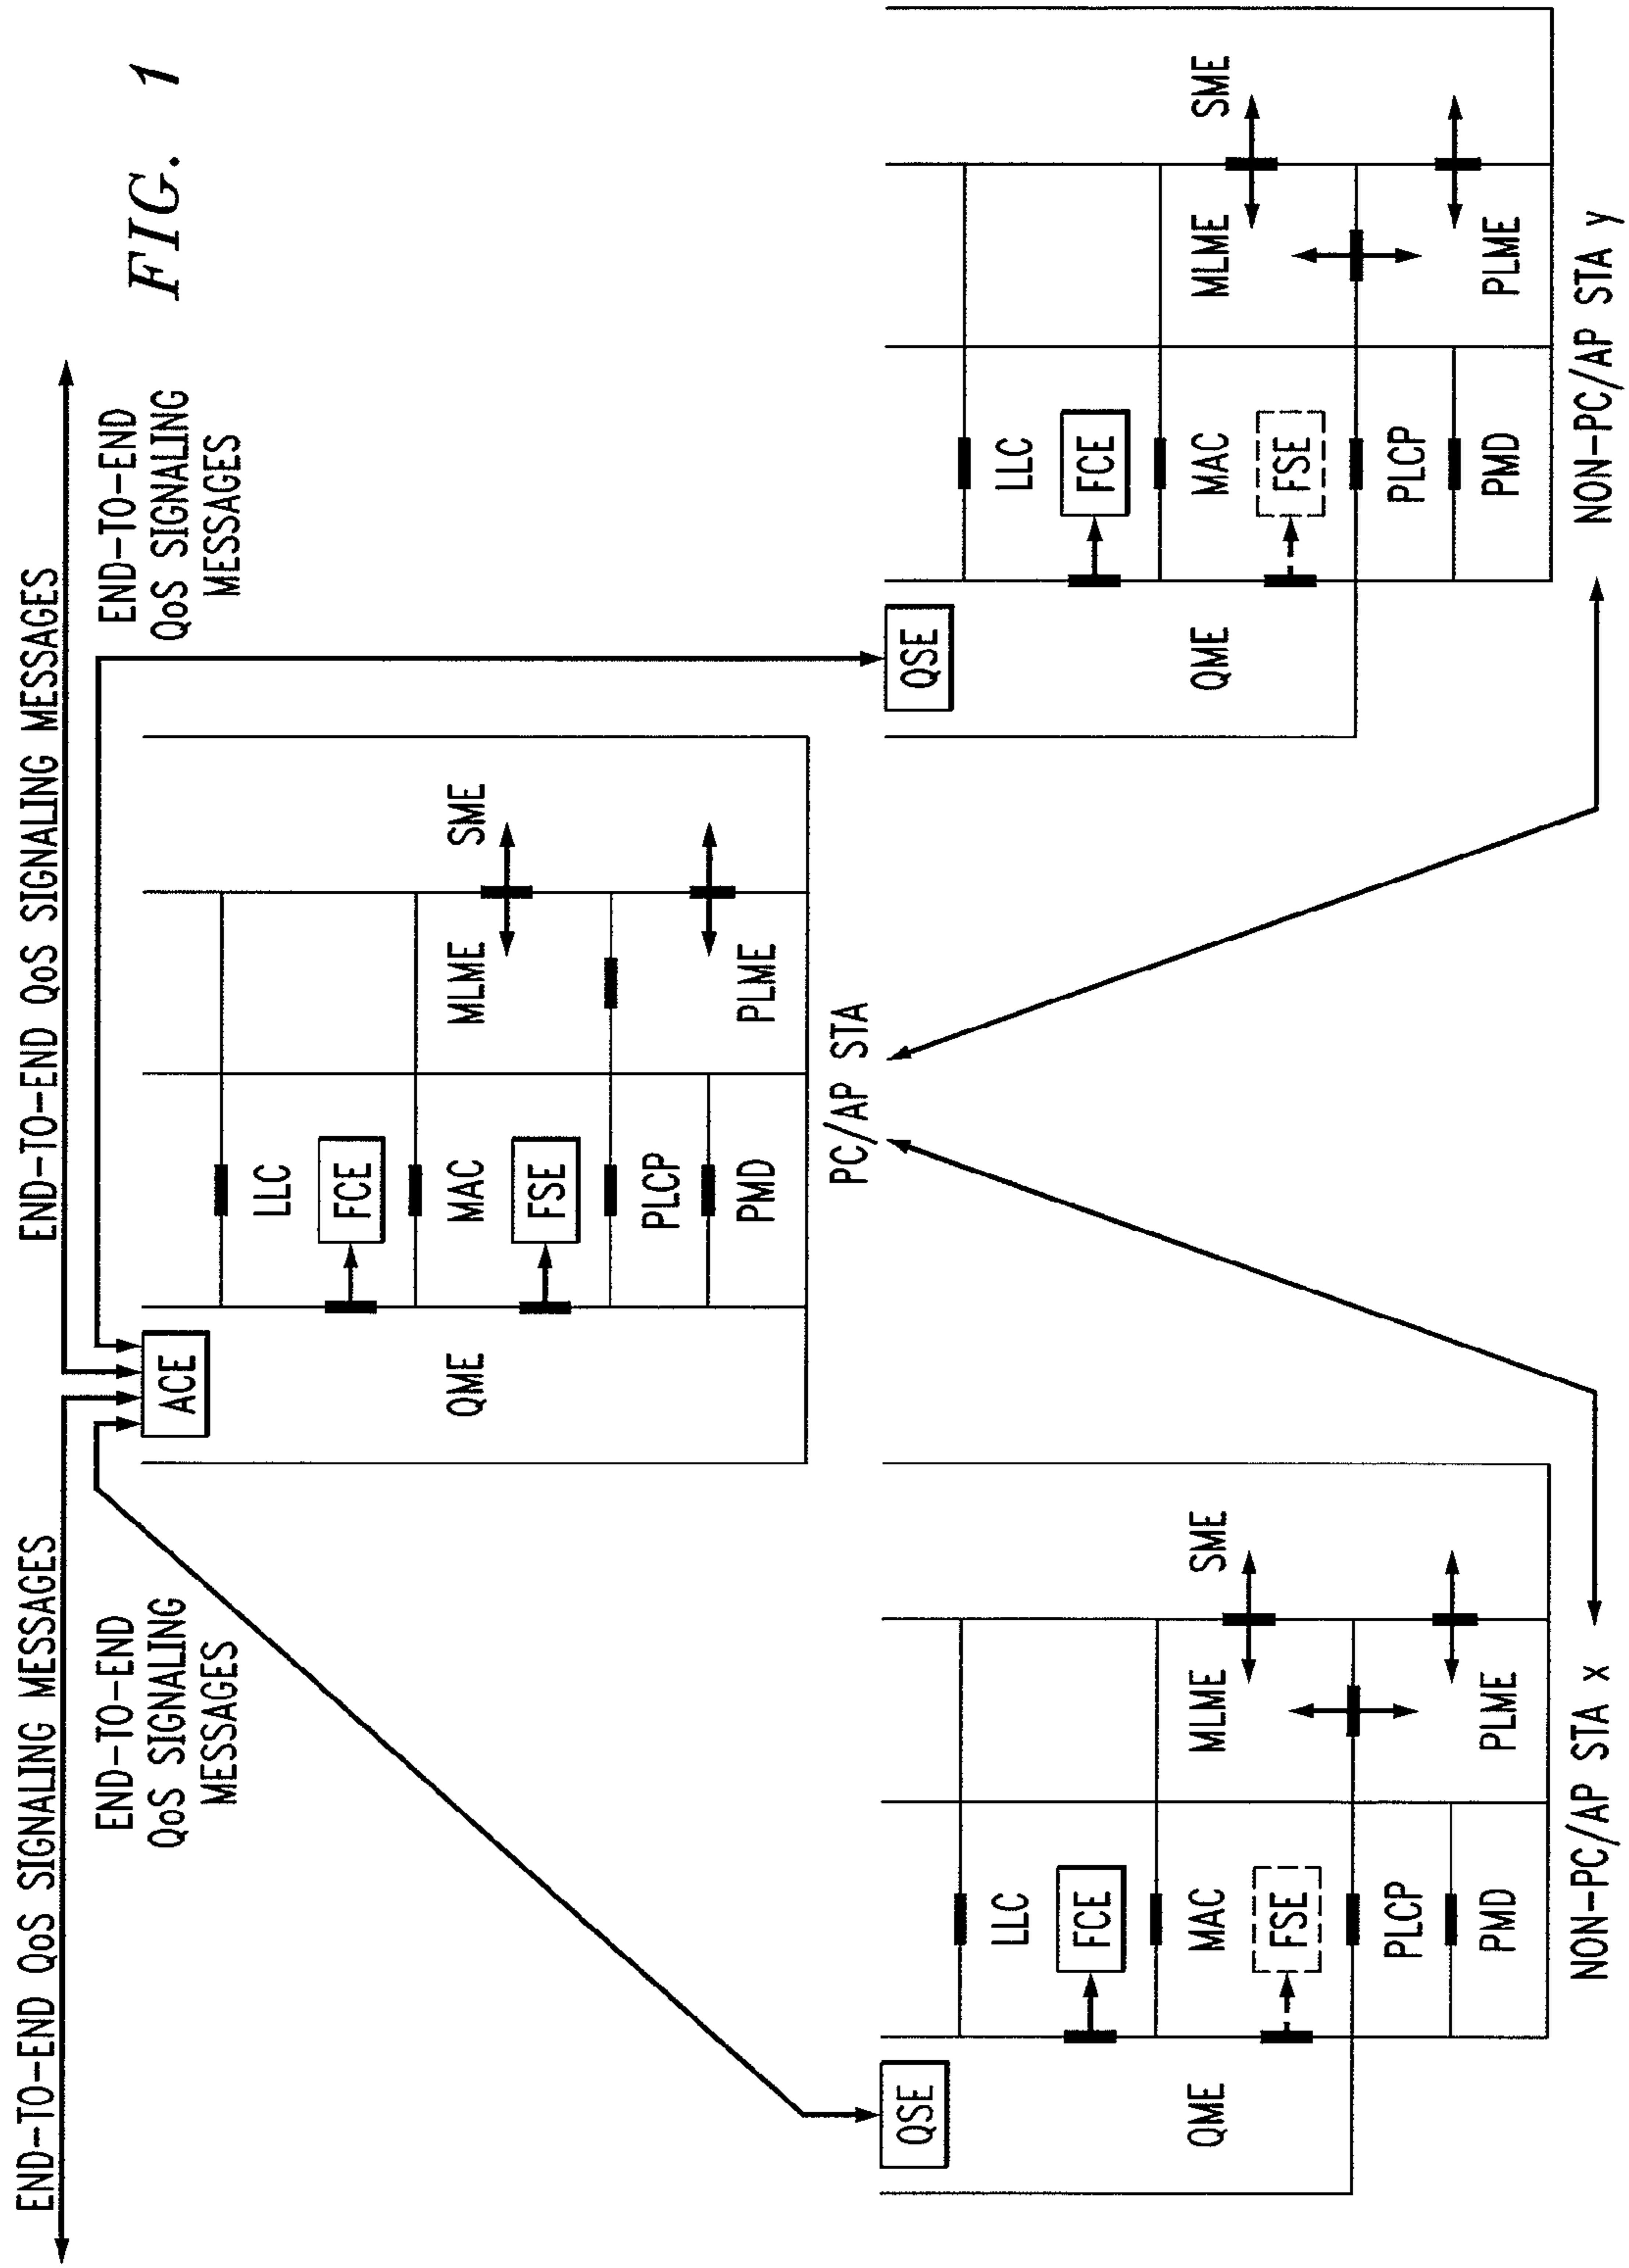 FIG. 1
END-TO-END QoS SIGNALING MESSAGES
END-TO-END QoS SIGNALING MESSAGES
END-TO-END
QoS SIGNALING
MESSAGES
END-TO-END
QoS SIGNALING
MESSAGES
ACE
QME
LLC
FCE
MAC
FSE
PLCP
PMD
MLME
PLME
SME
PC/AP STA
QSE
QME
LLC
FCE
MAC
FSE
PLCP
PMD
MLME
PLME
SME
NON-PC/AP STA x
QSE
QME
LLC
FCE
MAC
FSE
PLCP
PMD
MLME
PLME
SME
NON-PC/AP STA y